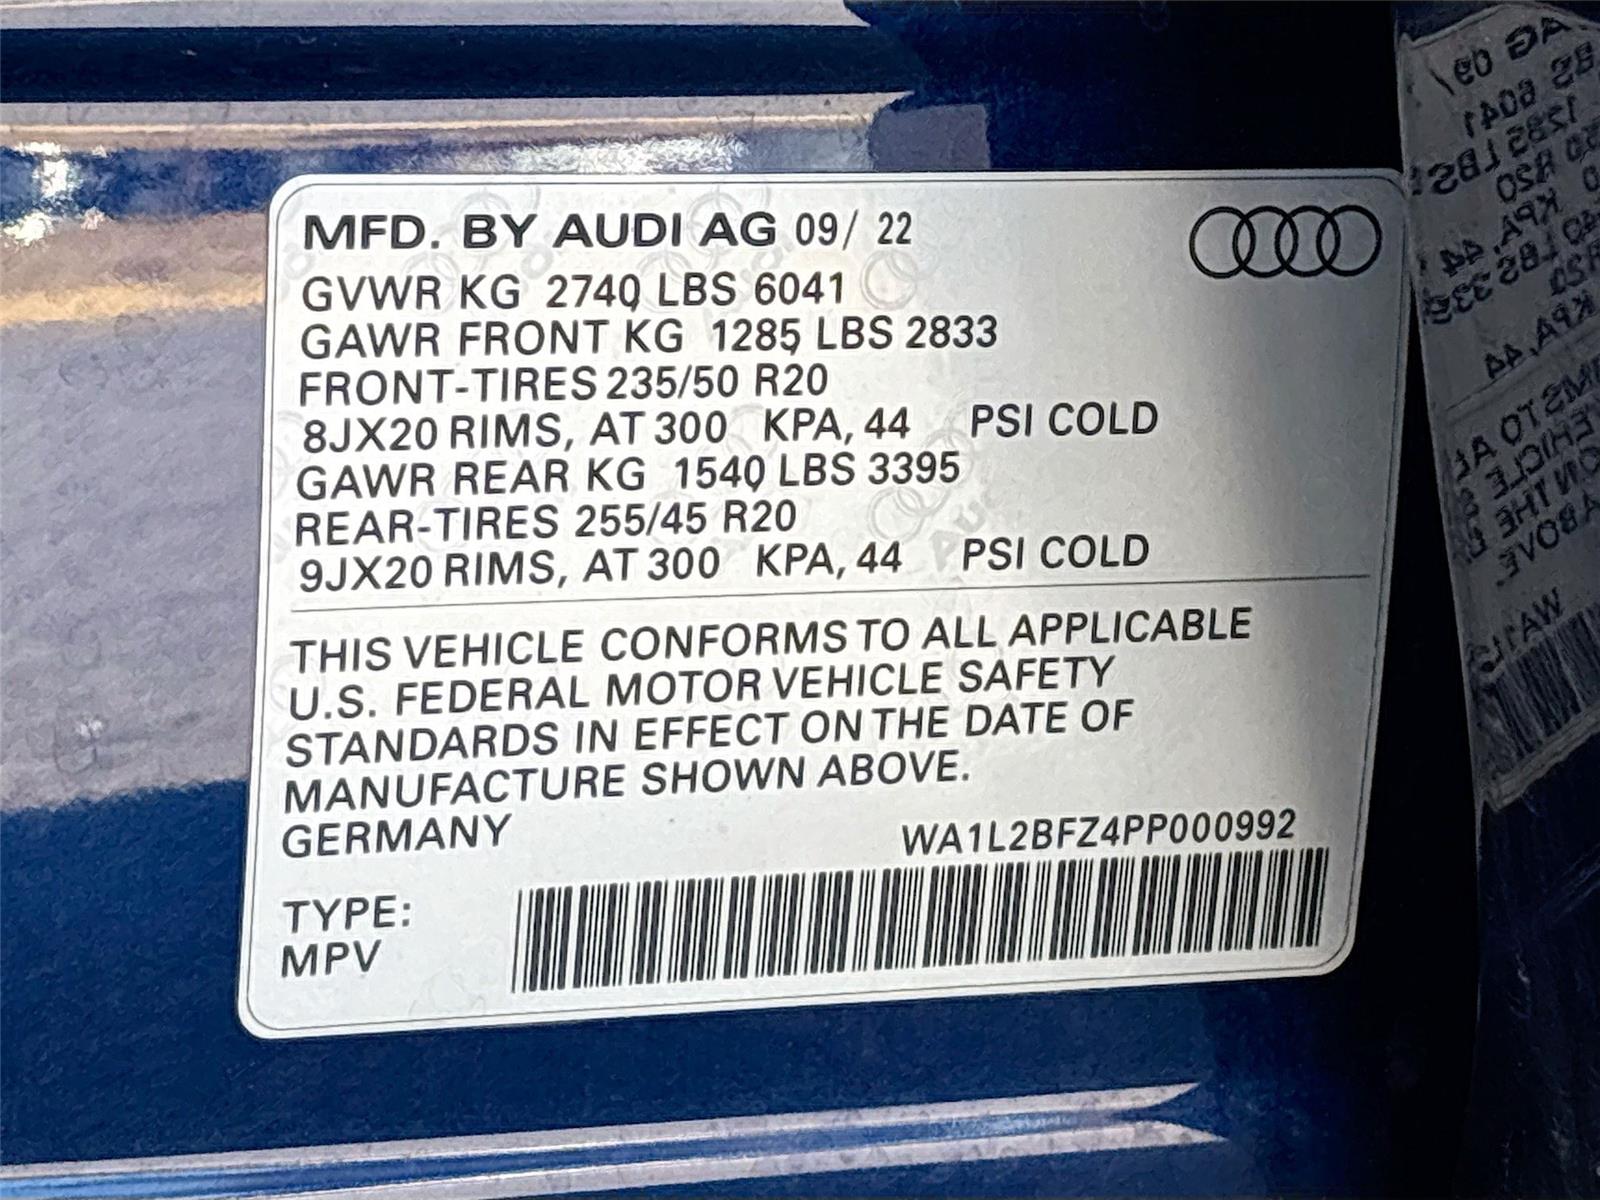 MFD. BY AUDI AG 09/ 22
GVWR KG 2740 LBS 6041
GAWR FRONT KG 1285 LBS 2833
FRONT-TIRES 235/50 R20
8JX20 RIMS, AT 300 KPA, 44 PSI COLD
GAWR REAR KG 1540 LBS 3395
REAR-TIRES 255/45 R20
9JX20 RIMS, AT 300 KPA, 44 PSI COLD
THIS VEHICLE CONFORMS TO ALL APPLICABLE
U.S. FEDERAL MOTOR VEHICLE SAFETY
STANDARDS IN EFFECT ON THE DATE OF
MANUFACTURE SHOWN ABOVE.
GERMANY
WA1L2BFZ4PP000992
TYPE:
MPV